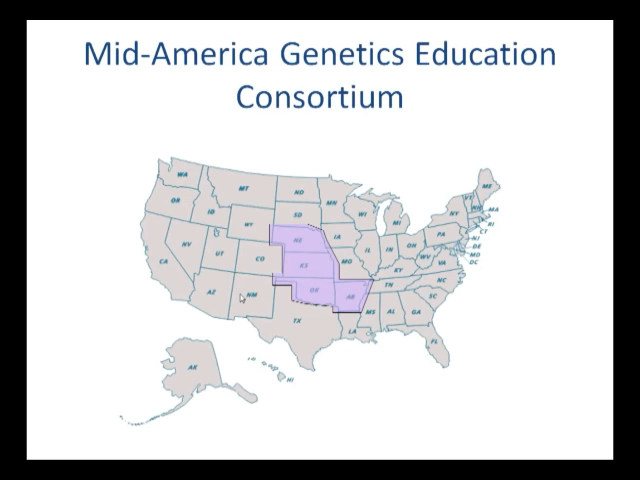 Mid-America Genetics Education
Consortium
WA
MT
ND
MN
ME
OR
ID
SD
WI
MI
VT
NH
NY
MA
RI
CT
WY
NE
IA
PA
NJ
NV
UT
CO
IL
IN
OH
DE
MD
DC
CA
KS
MO
WV
VA
KY
AZ
NM
OK
AR
TN
NC
SC
TX
LA
MS
AL
GA
FL
AK
HI